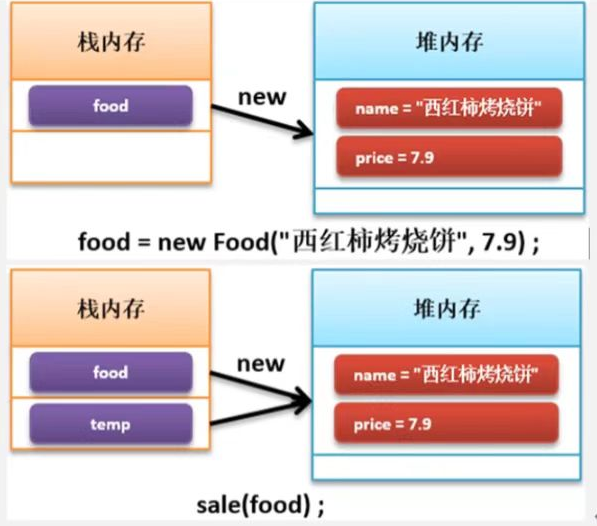 栈内存 堆内存
food new name = "西红柿烤烧饼"
price = 7.9
food = new Food("西红柿烤烧饼", 7.9) ;
栈内存 堆内存
food new name = "西红柿烤烧饼"
temp price = 7.9
sale(food) ;